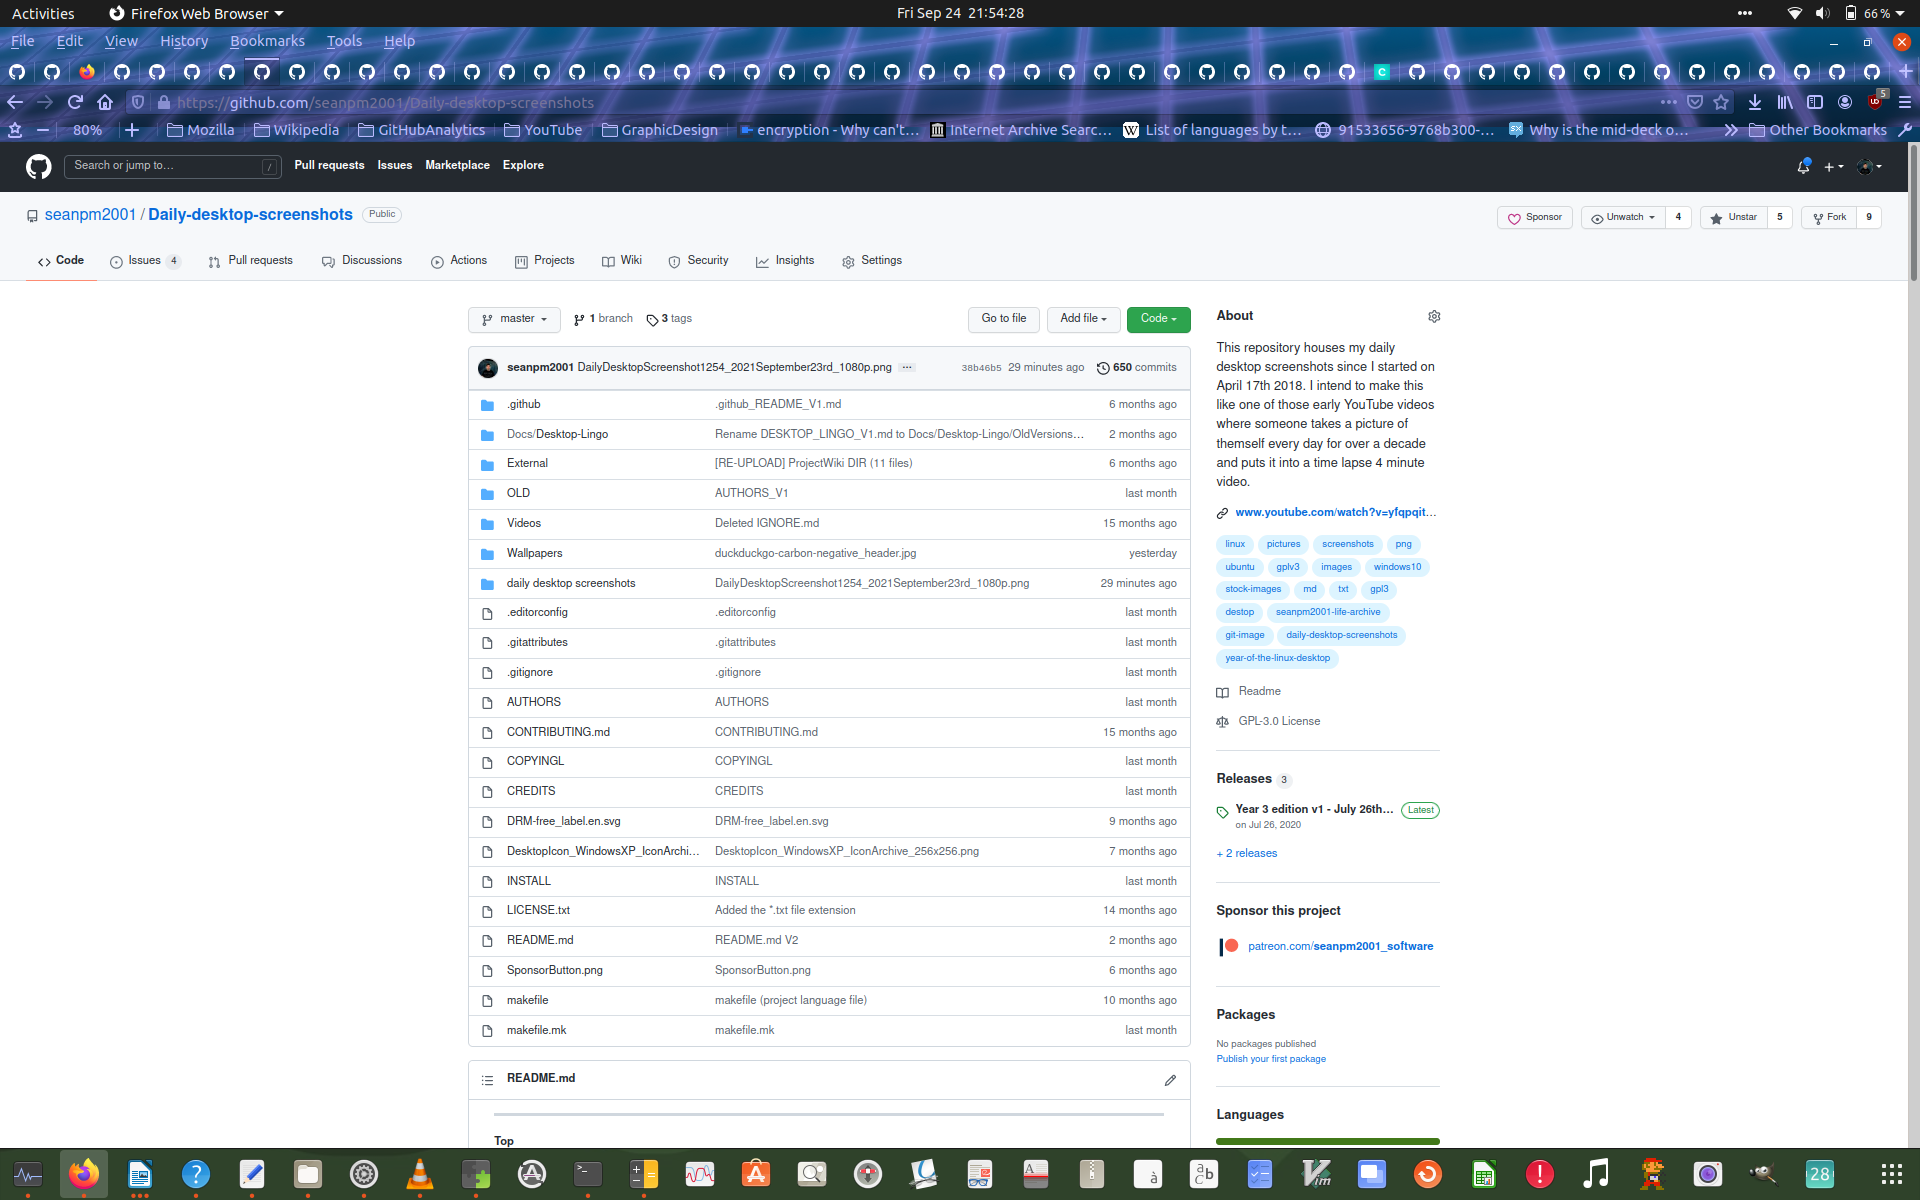 Activities Firefox Web Browser Fri Sep 24 21:54:28 66 %
File Edit View History Bookmarks Tools Help
https://github.com/seanpm2001/Daily-desktop-screenshots 5
80% Mozilla Wikipedia GitHubAnalytics YouTube GraphicDesign encryption - Why can't… Internet Archive Searc… List of languages by t… 91533656-9768b300-… Why is the mid-deck o… Other Bookmarks
Search or jump to… / Pull requests Issues Marketplace Explore
seanpm2001 / Daily-desktop-screenshots Public Sponsor Unwatch 4 Unstar 5 Fork 9
Code Issues 4 Pull requests Discussions Actions Projects Wiki Security Insights Settings
master 1 branch 3 tags Go to file Add file Code
seanpm2001 DailyDesktopScreenshot1254_2021September23rd_1080p.png … 38b46b5 29 minutes ago 650 commits
.github .github_README_V1.md 6 months ago
Docs/Desktop-Lingo Rename DESKTOP_LINGO_V1.md to Docs/Desktop-Lingo/OldVersions… 2 months ago
External [RE-UPLOAD] ProjectWiki DIR (11 files) 6 months ago
OLD AUTHORS_V1 last month
Videos Deleted IGNORE.md 15 months ago
Wallpapers duckduckgo-carbon-negative_header.jpg yesterday
daily desktop screenshots DailyDesktopScreenshot1254_2021September23rd_1080p.png 29 minutes ago
.editorconfig .editorconfig last month
.gitattributes .gitattributes last month
.gitignore .gitignore last month
AUTHORS AUTHORS last month
CONTRIBUTING.md CONTRIBUTING.md 15 months ago
COPYINGL COPYINGL last month
CREDITS CREDITS last month
DRM-free_label.en.svg DRM-free_label.en.svg 9 months ago
DesktopIcon_WindowsXP_IconArchi… DesktopIcon_WindowsXP_IconArchive_256x256.png 7 months ago
INSTALL INSTALL last month
LICENSE.txt Added the *.txt file extension 14 months ago
README.md README.md V2 2 months ago
SponsorButton.png SponsorButton.png 6 months ago
makefile makefile (project language file) 10 months ago
makefile.mk makefile.mk last month
README.md
Top
About
This repository houses my daily
desktop screenshots since I started on
April 17th 2018. I intend to make this
like one of those early YouTube videos
where someone takes a picture of
themself every day for over a decade
and puts it into a time lapse 4 minute
video.
www.youtube.com/watch?v=yfqpqit…
linux pictures screenshots png
ubuntu gplv3 images windows10
stock-images md txt gpl3
destop seanpm2001-life-archive
git-image daily-desktop-screenshots
year-of-the-linux-desktop
Readme
GPL-3.0 License
Releases 3
Year 3 edition v1 - July 26th… Latest
on Jul 26, 2020
+ 2 releases
Sponsor this project
patreon.com/seanpm2001_software
Packages
No packages published
Publish your first package
Languages
28